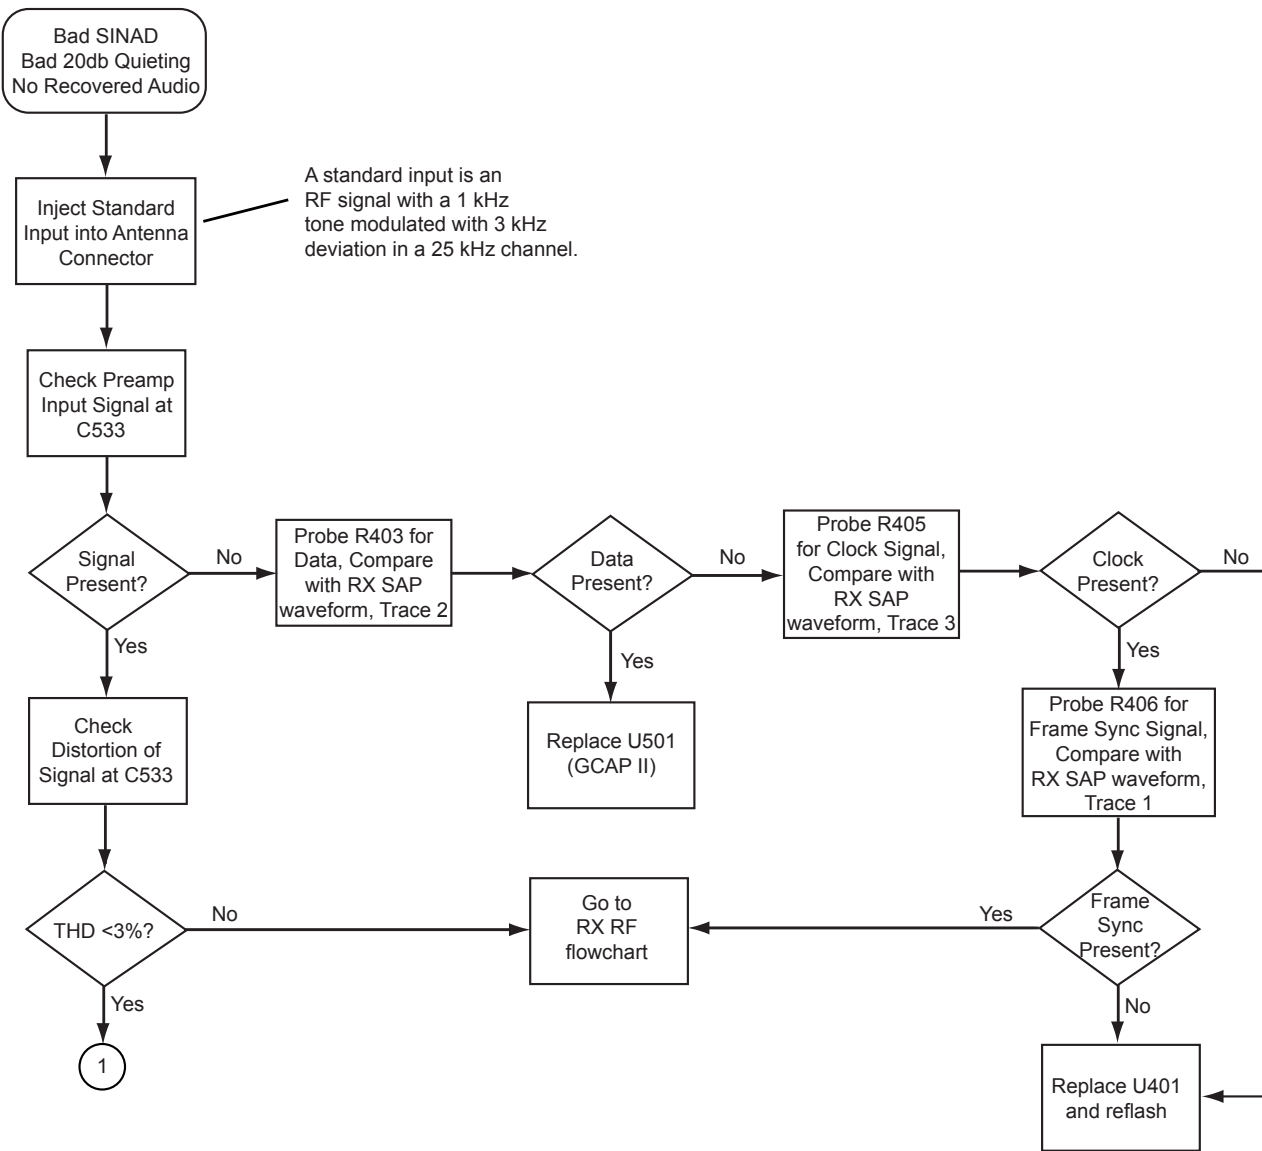 Bad SINAD
Bad 20db Quieting
No Recovered Audio
Inject Standard
Input into Antenna
Connector
A standard input is an
RF signal with a 1 kHz
tone modulated with 3 kHz
deviation in a 25 kHz channel.
Check Preamp
Input Signal at
C533
Signal
Present?
No
Yes
Probe R403 for
Data, Compare
with RX SAP
waveform, Trace 2
Data
Present?
No
Yes
Probe R405
for Clock Signal,
Compare with
RX SAP
waveform, Trace 3
Clock
Present?
No
Yes
Check
Distortion of
Signal at C533
Replace U501
(GCAP II)
Probe R406 for
Frame Sync Signal,
Compare with
RX SAP waveform,
Trace 1
THD <3%?
No
Yes
Go to
RX RF
flowchart
Yes
Frame
Sync
Present?
No
1
Replace U401
and reflash